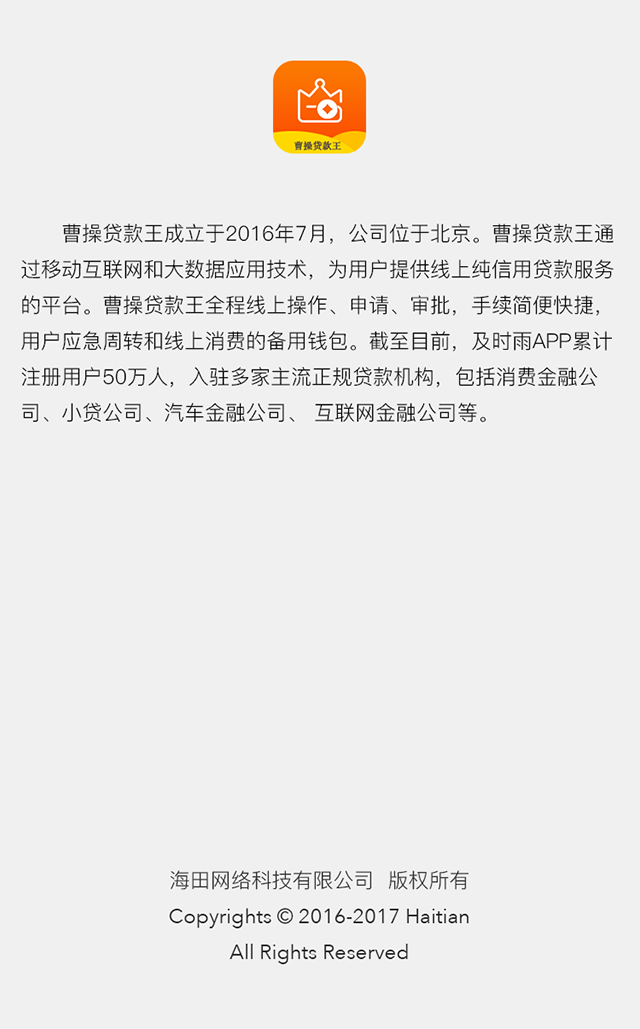 曹操贷款王
曹操贷款王成立于2016年7月，公司位于北京。曹操贷款王通
过移动互联网和大数据应用技术，为用户提供线上纯信用贷款服务
的平台。曹操贷款王全程线上操作、申请、审批，手续简便快捷，
用户应急周转和线上消费的备用钱包。截至目前，及时雨APP累计
注册用户50万人，入驻多家主流正规贷款机构，包括消费金融公
司、小贷公司、汽车金融公司、 互联网金融公司等。
海田网络科技有限公司 版权所有
Copyrights © 2016-2017 Haitian
All Rights Reserved